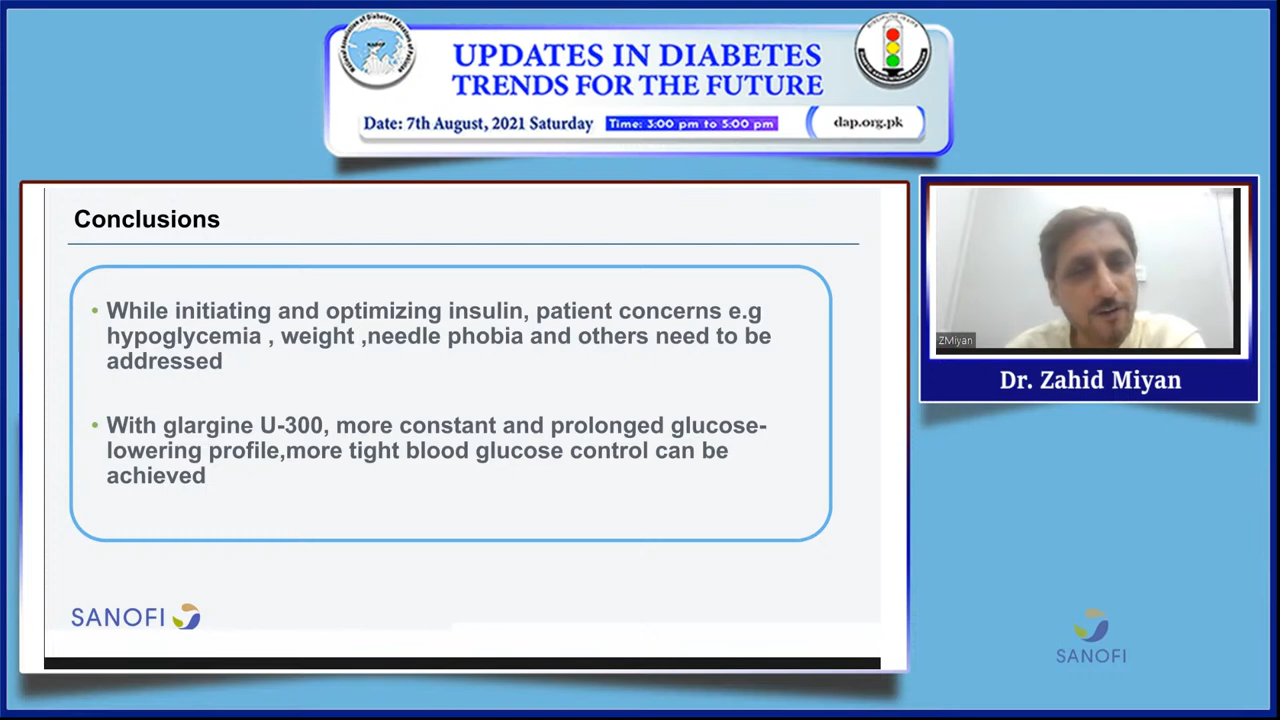 UPDATES IN DIABETES
TRENDS FOR THE FUTURE
Date: 7th August, 2021 Saturday
Time: 3:00 pm to 5:00 pm
dap.org.pk
Conclusions
• While initiating and optimizing insulin, patient concerns e.g
hypoglycemia , weight ,needle phobia and others need to be
addressed
• With glargine U-300, more constant and prolonged glucose-
lowering profile,more tight blood glucose control can be
achieved
SANOFI
ZMiyan
Dr. Zahid Miyan
SANOFI